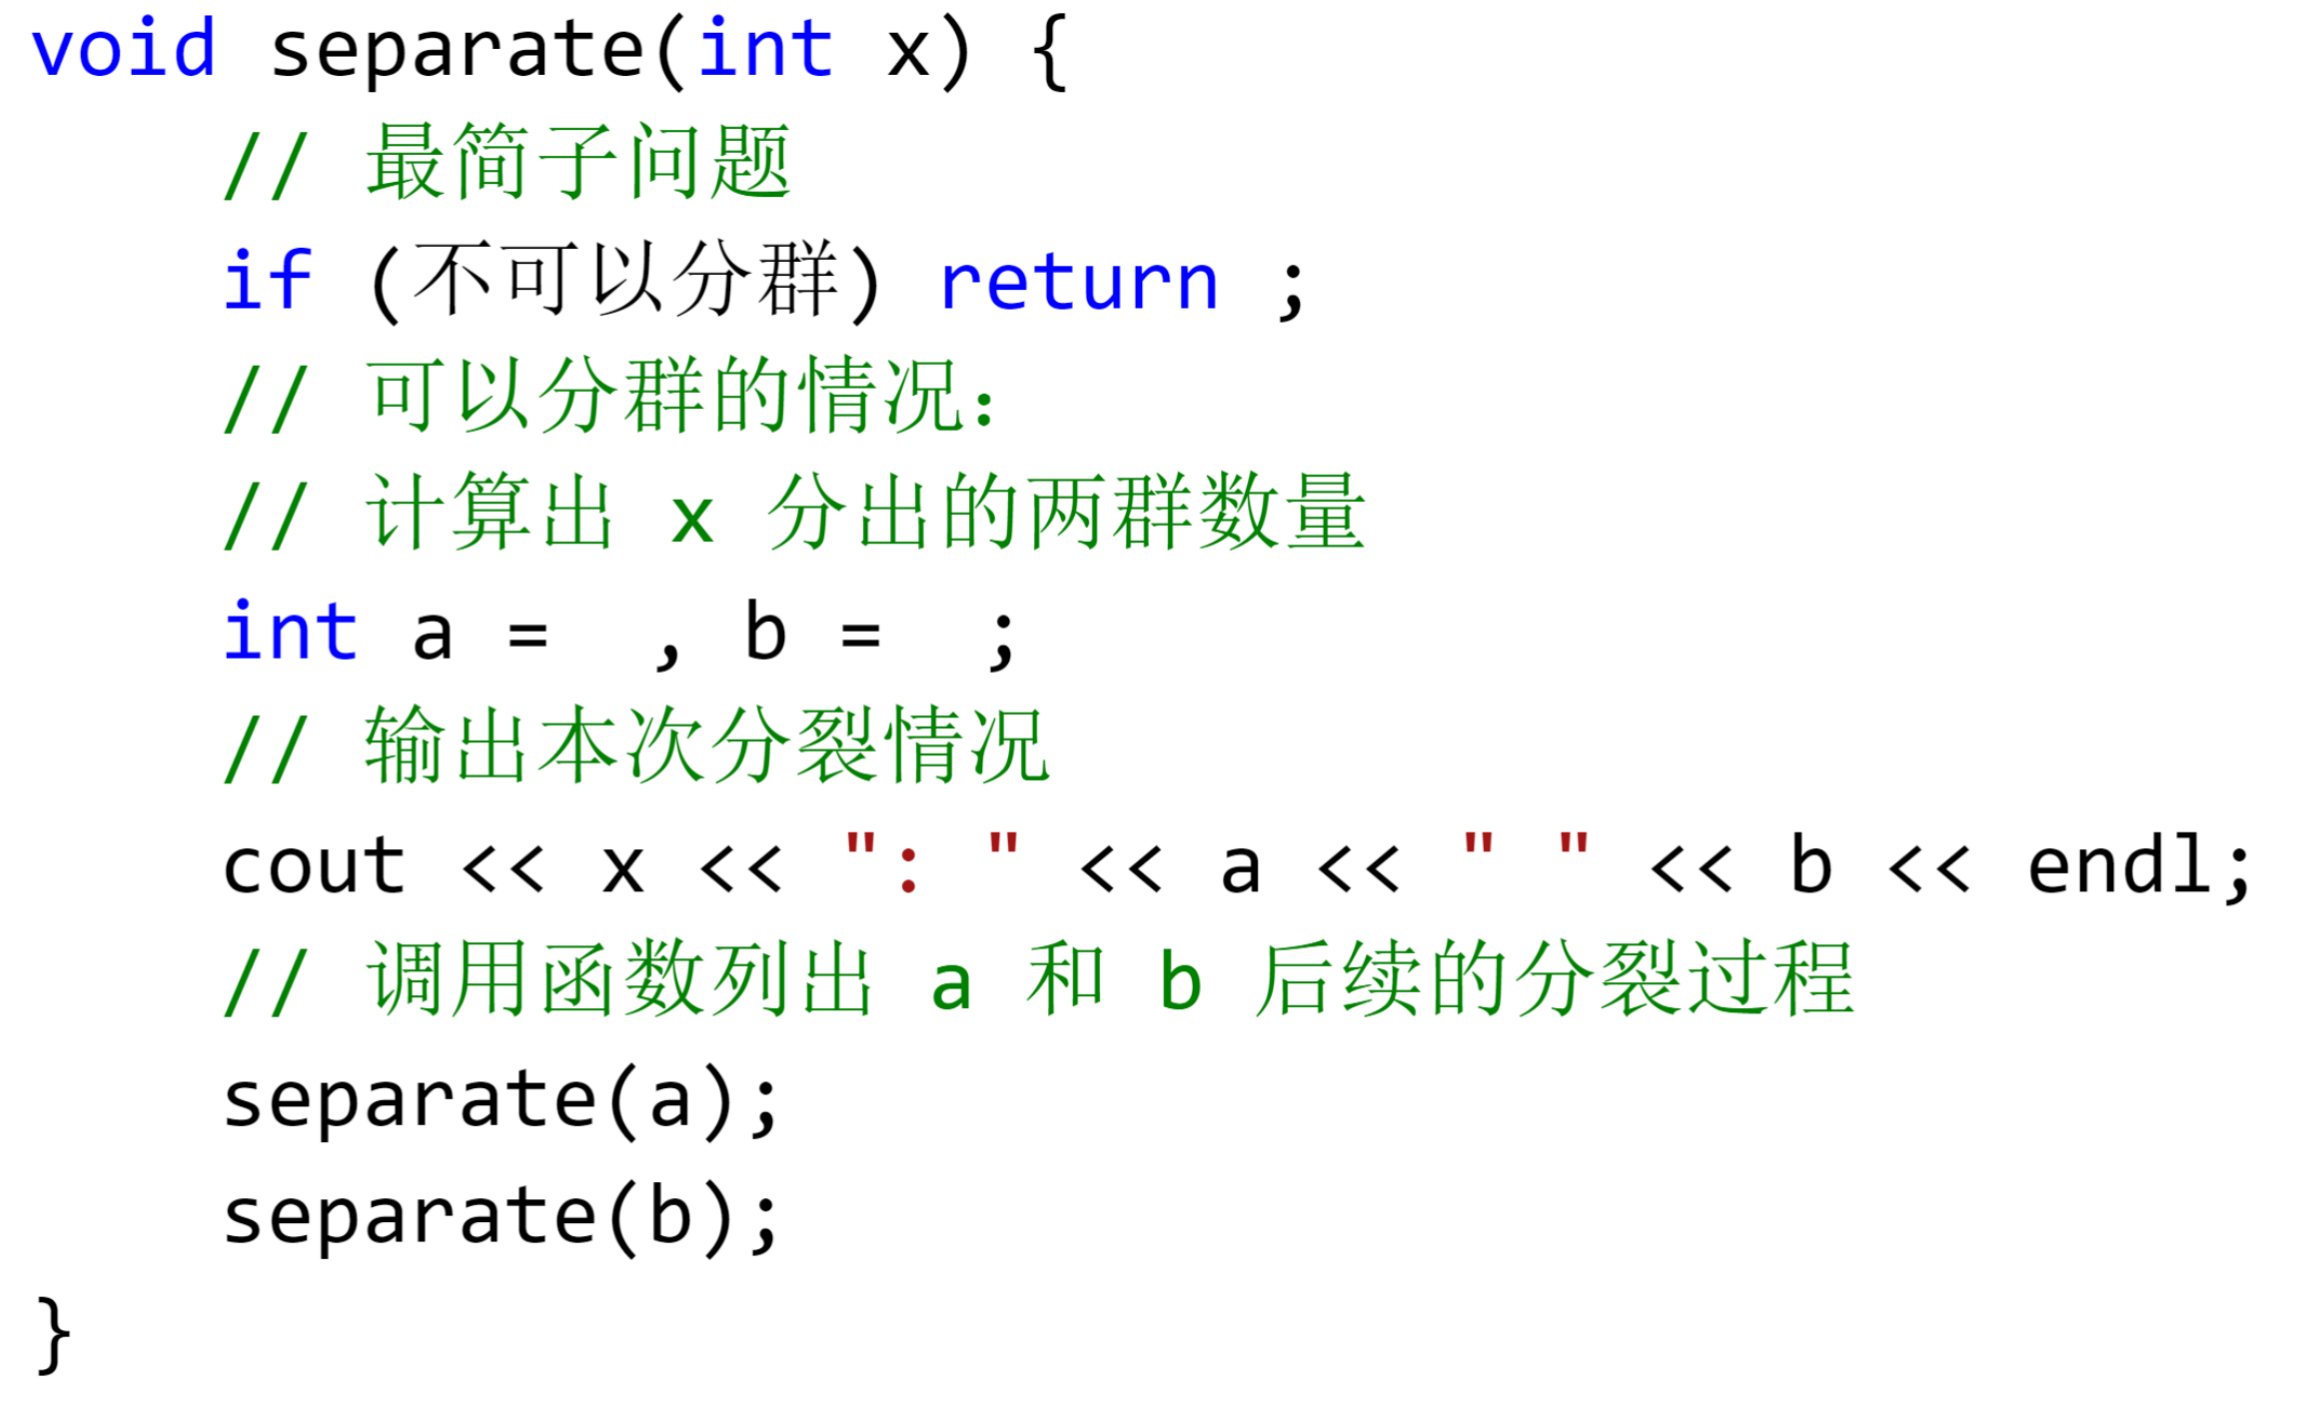 void separate(int x) {
    // 最简子问题
    if (不可以分群) return ;
    // 可以分群的情况：
    // 计算出 x 分出的两群数量
    int a =  , b =  ;
    // 输出本次分裂情况
    cout << x << ": " << a << " " << b << endl;
    // 调用函数列出 a 和 b 后续的分裂过程
    separate(a);
    separate(b);
}